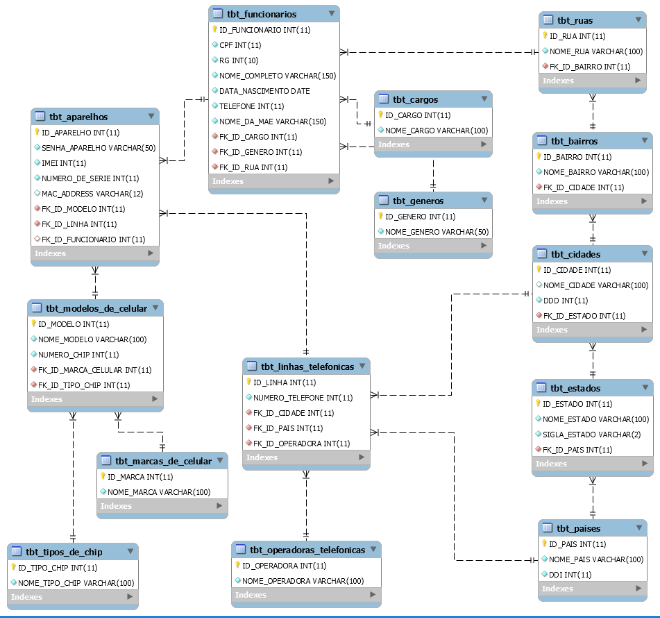 tbt_funcionarios
ID_FUNCIONARIO INT(11)
CPF INT(11)
RG INT(10)
NOME_COMPLETO VARCHAR(150)
DATA_NASCIMENTO DATE
TELEFONE INT(11)
NOME_DA_MAE VARCHAR(150)
FK_ID_CARGO INT(11)
FK_ID_GENERO INT(11)
FK_ID_RUA INT(11)
Indexes
tbt_ruas
ID_RUA INT(11)
NOME_RUA VARCHAR(100)
FK_ID_BAIRRO INT(11)
Indexes
tbt_cargos
ID_CARGO INT(11)
NOME_CARGO VARCHAR(100)
Indexes
tbt_aparelhos
ID_APARELHO INT(11)
SENHA_APARELHO VARCHAR(50)
IMEI INT(11)
NUMERO_DE_SERIE INT(11)
MAC_ADDRESS VARCHAR(12)
FK_ID_MODELO INT(11)
FK_ID_LINHA INT(11)
FK_ID_FUNCIONARIO INT(11)
Indexes
tbt_bairros
ID_BAIRRO INT(11)
NOME_BAIRRO VARCHAR(100)
FK_ID_CIDADE INT(11)
Indexes
tbt_generos
ID_GENERO INT(11)
NOME_GENERO VARCHAR(50)
Indexes
tbt_cidades
ID_CIDADE INT(11)
NOME_CIDADE VARCHAR(100)
DDD INT(11)
FK_ID_ESTADO INT(11)
Indexes
tbt_modelos_de_celular
ID_MODELO INT(11)
NOME_MODELO VARCHAR(100)
NUMERO_CHIP INT(11)
FK_ID_MARCA_CELULAR INT(11)
FK_ID_TIPO_CHIP INT(11)
Indexes
tbt_linhas_telefonicas
ID_LINHA INT(11)
NUMERO_TELEFONE INT(11)
FK_ID_CIDADE INT(11)
FK_ID_PAIS INT(11)
FK_ID_OPERADORA INT(11)
Indexes
tbt_estados
ID_ESTADO INT(11)
NOME_ESTADO VARCHAR(100)
SIGLA_ESTADO VARCHAR(2)
FK_ID_PAIS INT(11)
Indexes
tbt_marcas_de_celular
ID_MARCA INT(11)
NOME_MARCA VARCHAR(100)
Indexes
tbt_paises
ID_PAIS INT(11)
NOME_PAIS VARCHAR(100)
DDI INT(11)
Indexes
tbt_tipos_de_chip
ID_TIPO_CHIP INT(11)
NOME_TIPO_CHIP VARCHAR(100)
Indexes
tbt_operadoras_telefonicas
ID_OPERADORA INT(11)
NOME_OPERADORA VARCHAR(100)
Indexes